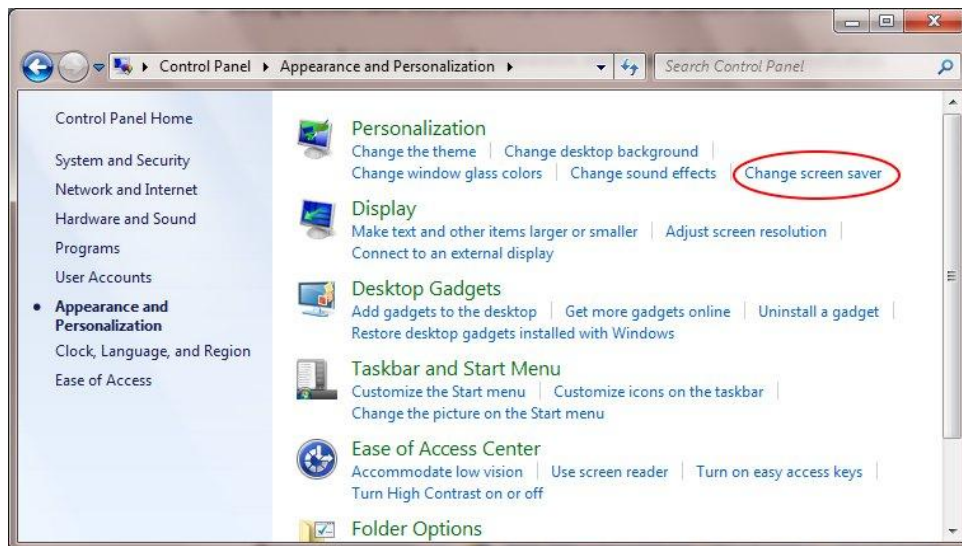 Control Panel Appearance and Personalization Search Control Panel
Control Panel Home
System and Security
Network and Internet
Hardware and Sound
Programs
User Accounts
Appearance and
Personalization
Clock, Language, and Region
Ease of Access
Personalization
Change the theme Change desktop background
Change window glass colors Change sound effects Change screen saver
Display
Make text and other items larger or smaller Adjust screen resolution
Connect to an external display
Desktop Gadgets
Add gadgets to the desktop Get more gadgets online Uninstall a gadget
Restore desktop gadgets installed with Windows
Taskbar and Start Menu
Customize the Start menu Customize icons on the taskbar
Change the picture on the Start menu
Ease of Access Center
Accommodate low vision Use screen reader Turn on easy access keys
Turn High Contrast on or off
Folder Options